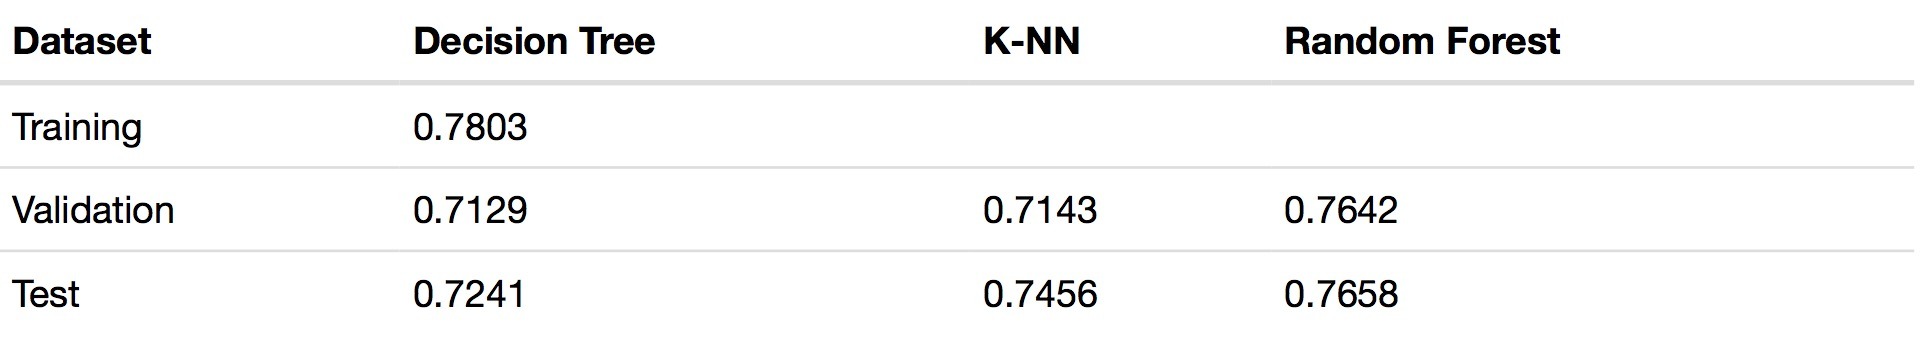 Dataset Decision Tree K-NN Random Forest
Training 0.7803
Validation 0.7129 0.7143 0.7642
Test 0.7241 0.7456 0.7658